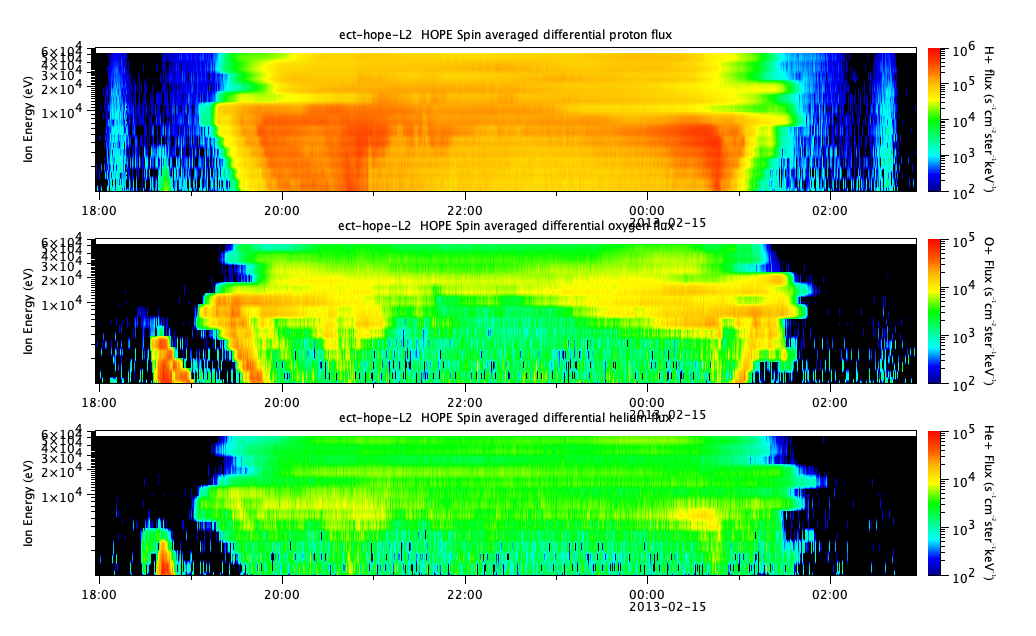 ect-hope-L2 HOPE Spin averaged differential proton flux
6×10⁴
4×10⁴
3×10⁴
2×10⁴
1×10⁴
Ion Energy (eV)
10⁶
10⁵
10⁴
10³
10²
H+ flux (s⁻¹cm⁻²ster⁻¹keV⁻¹)
18:00 20:00 22:00 00:00 02:00
2013-02-15
ect-hope-L2 HOPE Spin averaged differential oxygen flux
6×10⁴
4×10⁴
3×10⁴
2×10⁴
1×10⁴
Ion Energy (eV)
10⁵
10⁴
10³
10²
O+ Flux (s⁻¹cm⁻²ster⁻¹keV⁻¹)
18:00 20:00 22:00 00:00 02:00
2013-02-15
ect-hope-L2 HOPE Spin averaged differential helium flux
6×10⁴
4×10⁴
3×10⁴
2×10⁴
1×10⁴
Ion Energy (eV)
10⁵
10⁴
10³
10²
He+ Flux (s⁻¹cm⁻²ster⁻¹keV⁻¹)
18:00 20:00 22:00 00:00 02:00
2013-02-15